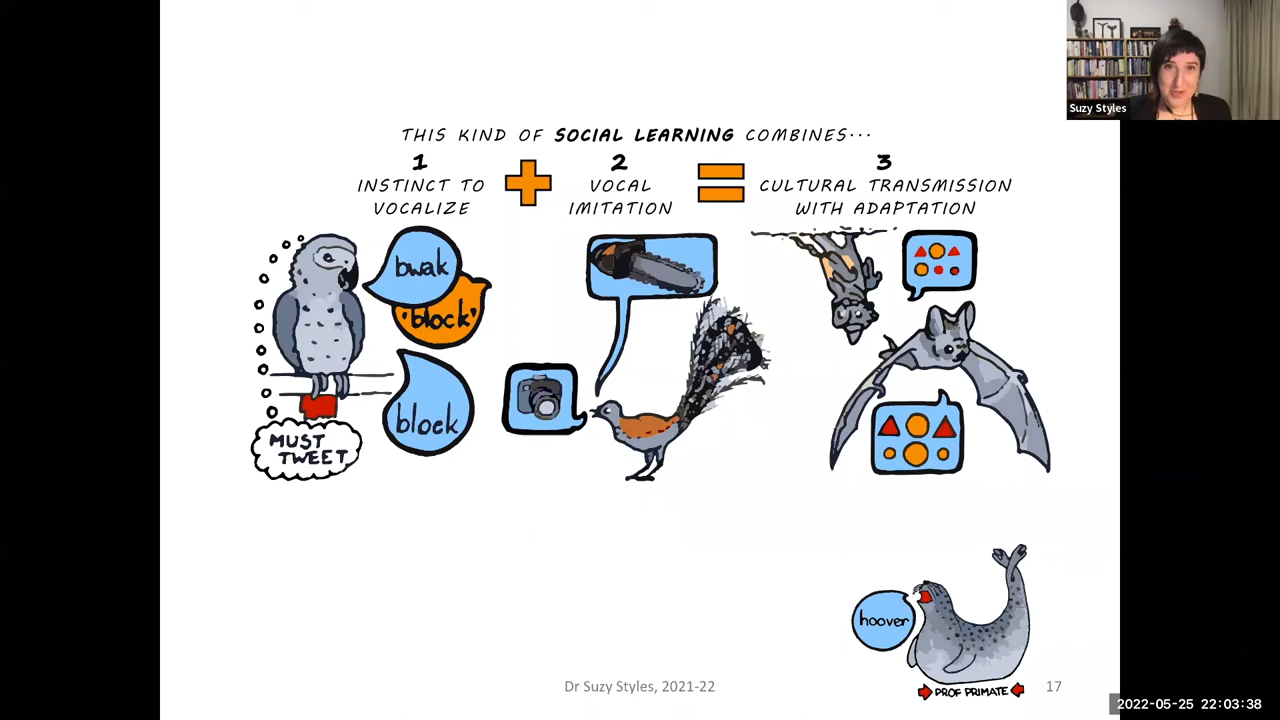 Suzy Styles
THIS KIND OF SOCIAL LEARNING COMBINES...
1
INSTINCT TO
VOCALIZE
2
VOCAL
IMITATION
3
CULTURAL TRANSMISSION
WITH ADAPTATION
bwak
'block'
block
MUST
TWEET
hoover
PROF PRIMATE
Dr Suzy Styles, 2021-22
17
2022-05-25 22:03:38